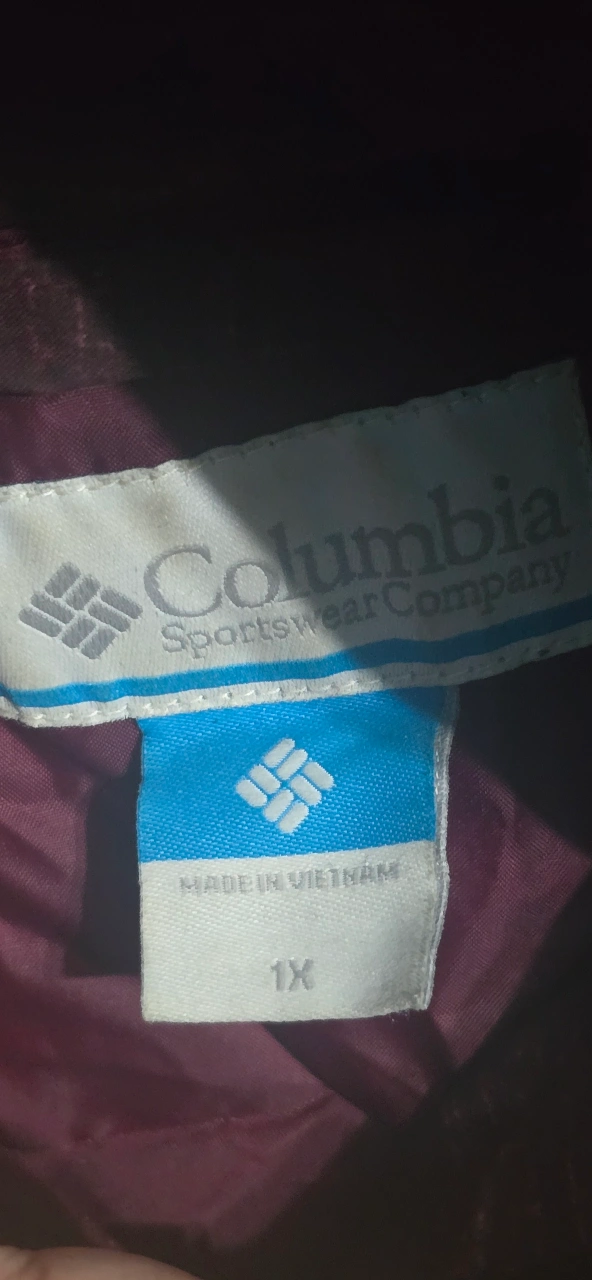 Columbia
Sportswear Company
MADE IN VIETNAM
1X